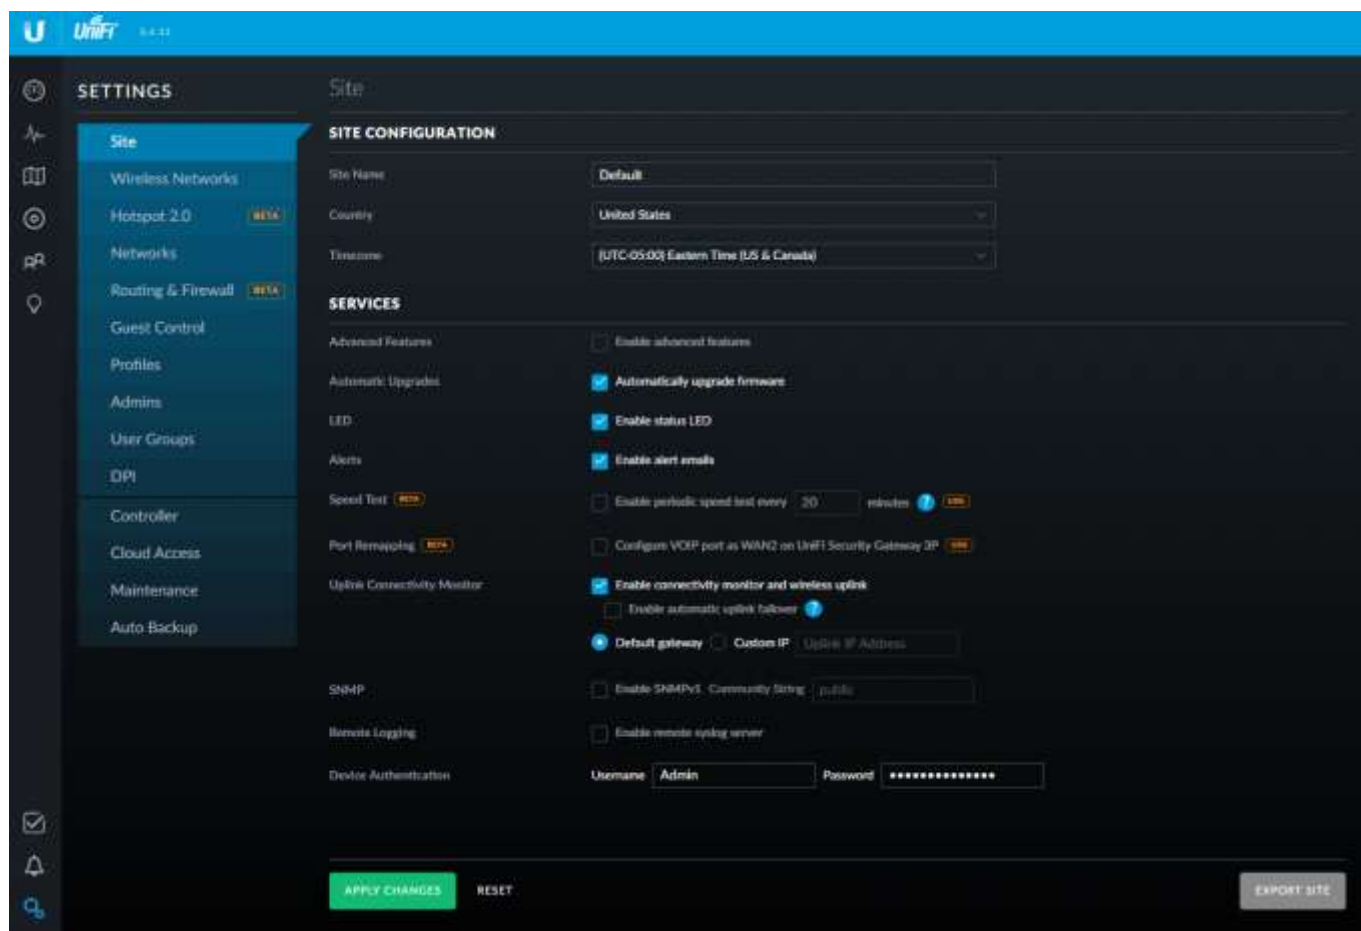 U UniFi
SETTINGS
Site
Wireless Networks
Hotspot 2.0 BETA
Networks
Routing & Firewall BETA
Guest Control
Profiles
Admins
User Groups
DPI
Controller
Cloud Access
Maintenance
Auto Backup
Site
SITE CONFIGURATION
Site Name Default
Country United States
Timezone (UTC-05:00) Eastern Time (US & Canada)
SERVICES
Advanced Features Enable advanced features
Automatic Upgrades Automatically upgrade firmware
LED Enable status LED
Alerts Enable alert emails
Speed Test BETA Enable periodic speed test every 20 minutes ? USG
Port Remapping BETA Configure VOIP port as WAN2 on UniFi Security Gateway 3P USG
Uplink Connectivity Monitor Enable connectivity monitor and wireless uplink
Enable automatic uplink failover ?
Default gateway Custom IP Uplink IP Address
SNMP Enable SNMPv1 Community String public
Remote Logging Enable remote syslog server
Device Authentication Username Admin Password ••••••••••••••
APPLY CHANGES RESET EXPORT SITE